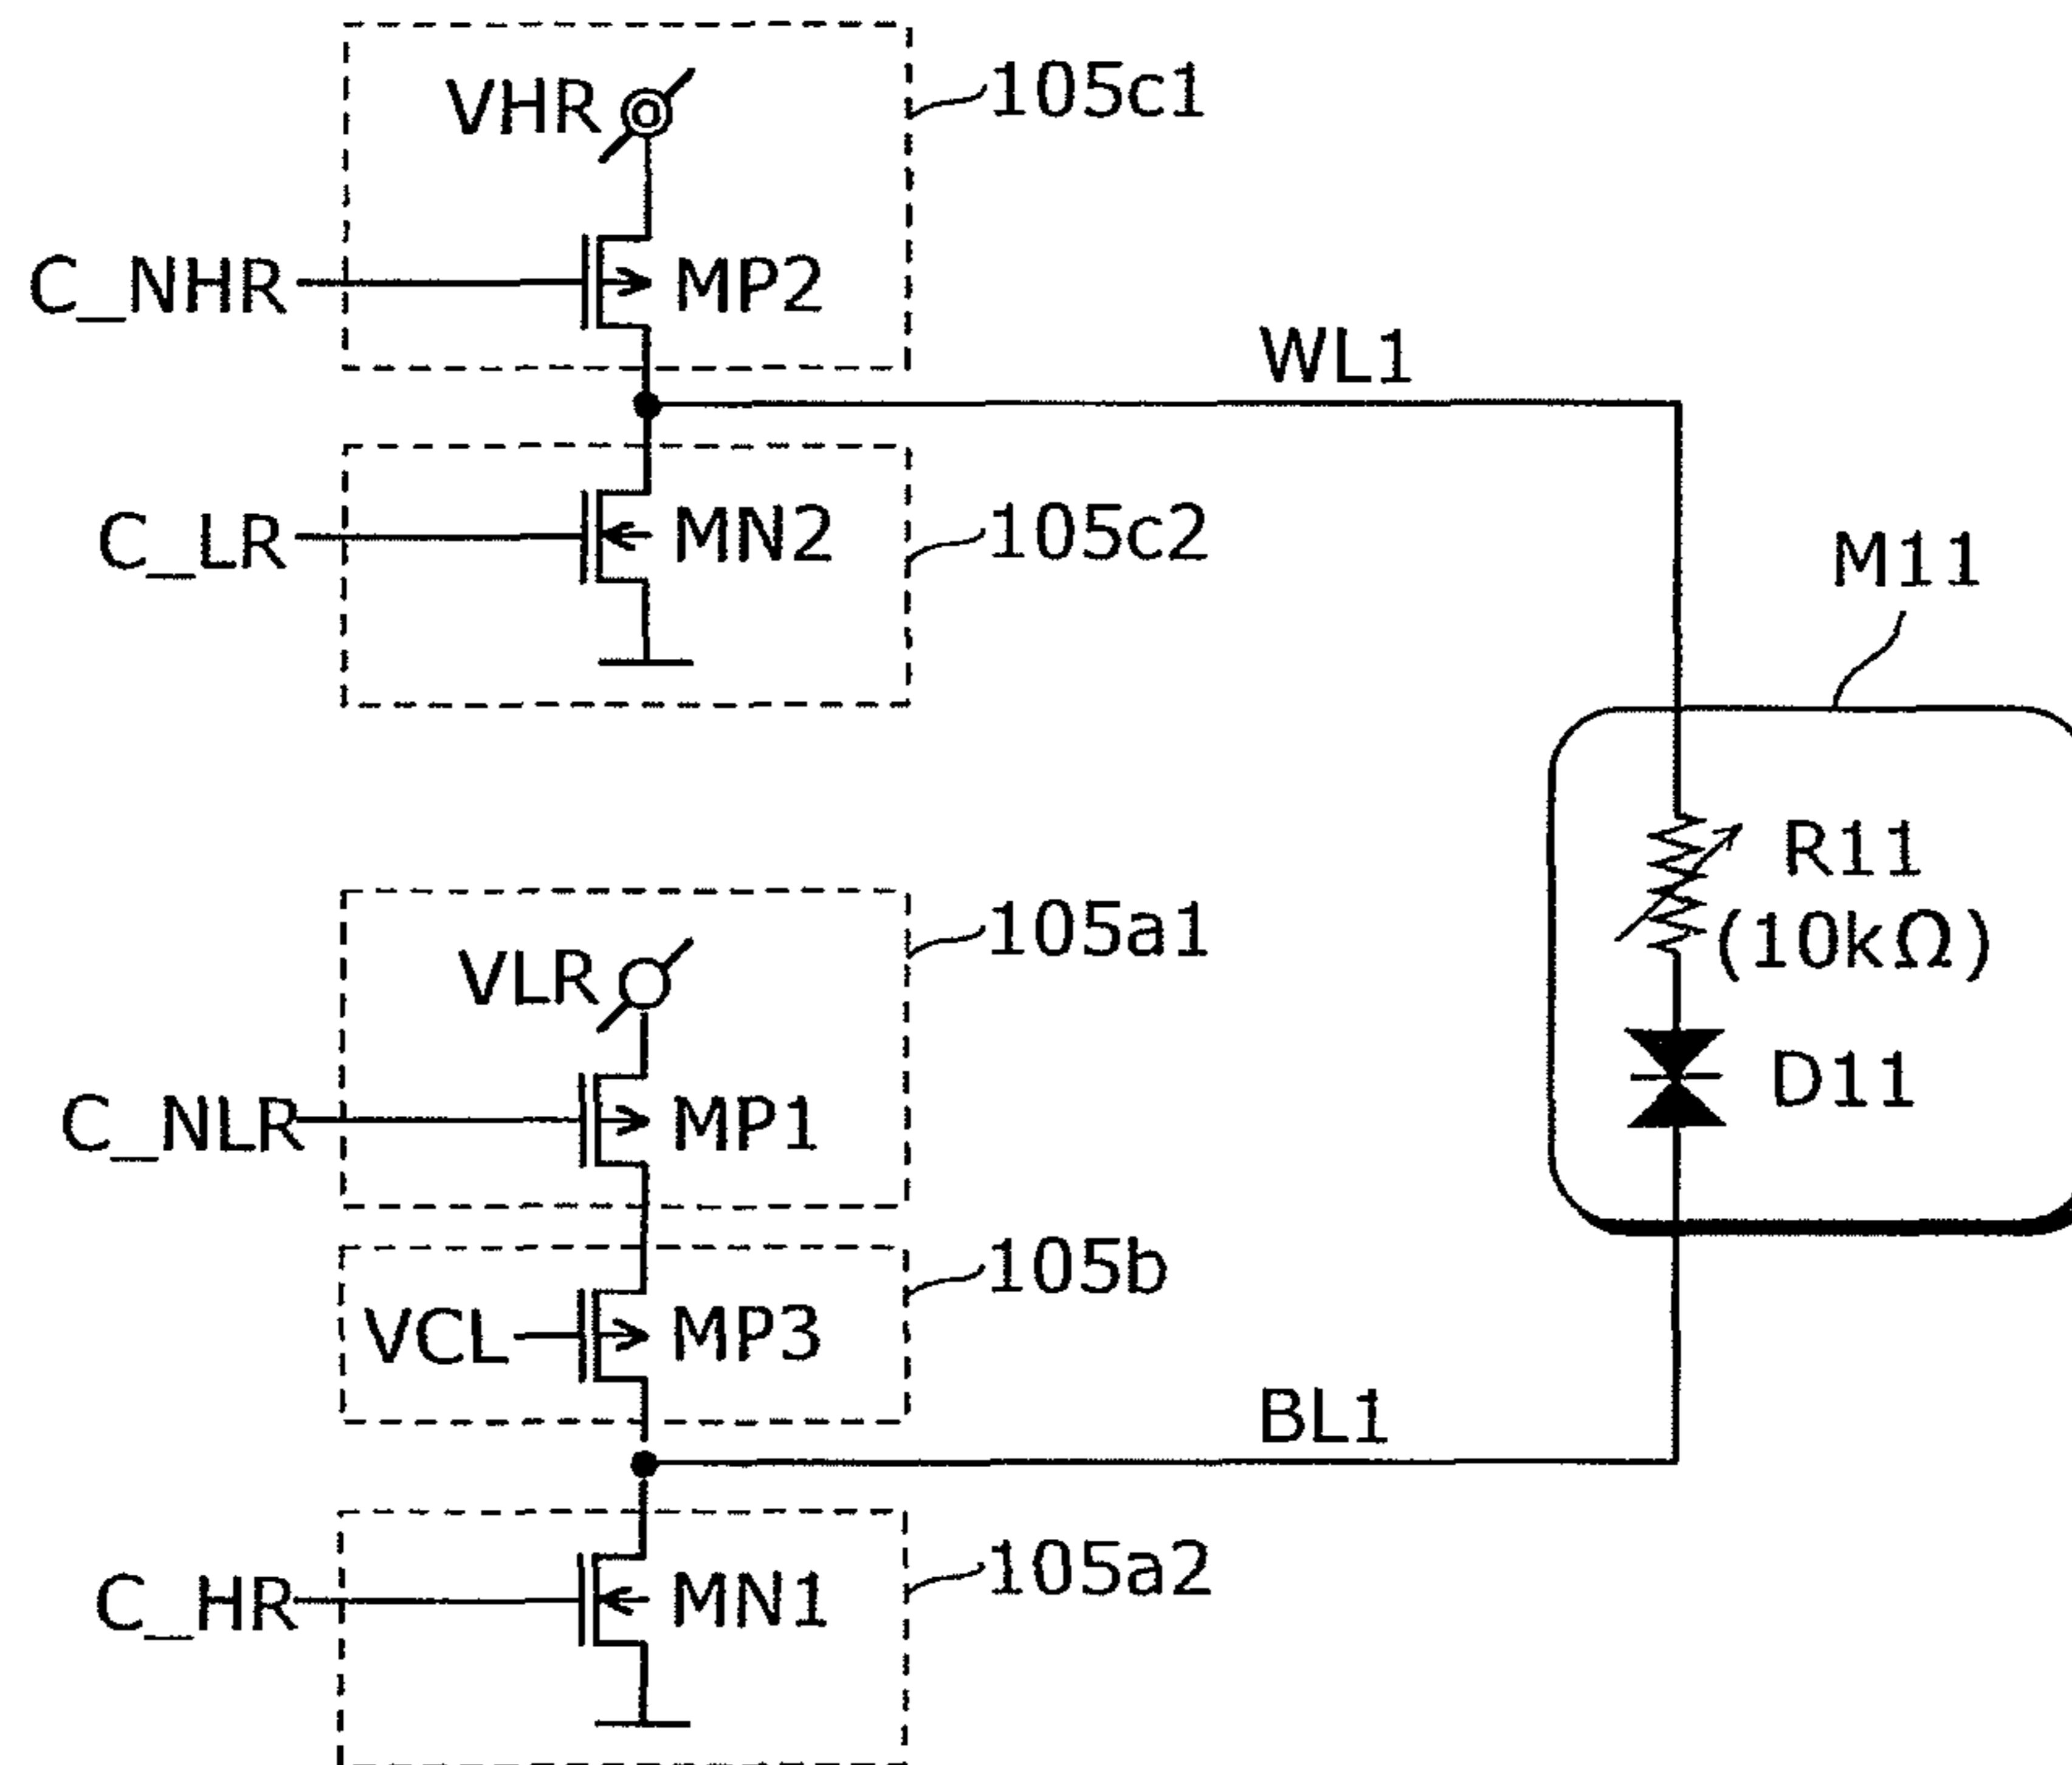 VHR
105c1
C_NHR
MP2
WL1
C_LR
MN2
105c2
M11
R11
(10kΩ)
D11
VLR
105a1
C_NLR
MP1
105b
VCL
MP3
BL1
C_HR
MN1
105a2